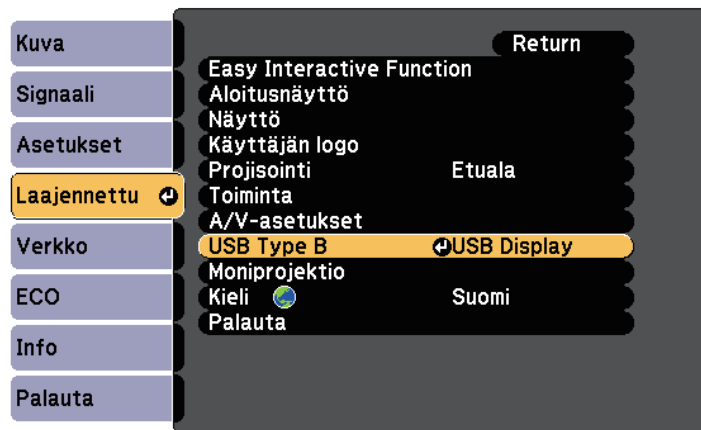 Kuva
Signaali
Asetukset
Laajennettu
Verkko
ECO
Info
Palauta
Return
Easy Interactive Function
Aloitusnäyttö
Näyttö
Käyttäjän logo
Projisointi Etuala
Toiminta
A/V-asetukset
USB Type B USB Display
Moniprojektio
Kieli Suomi
Palauta